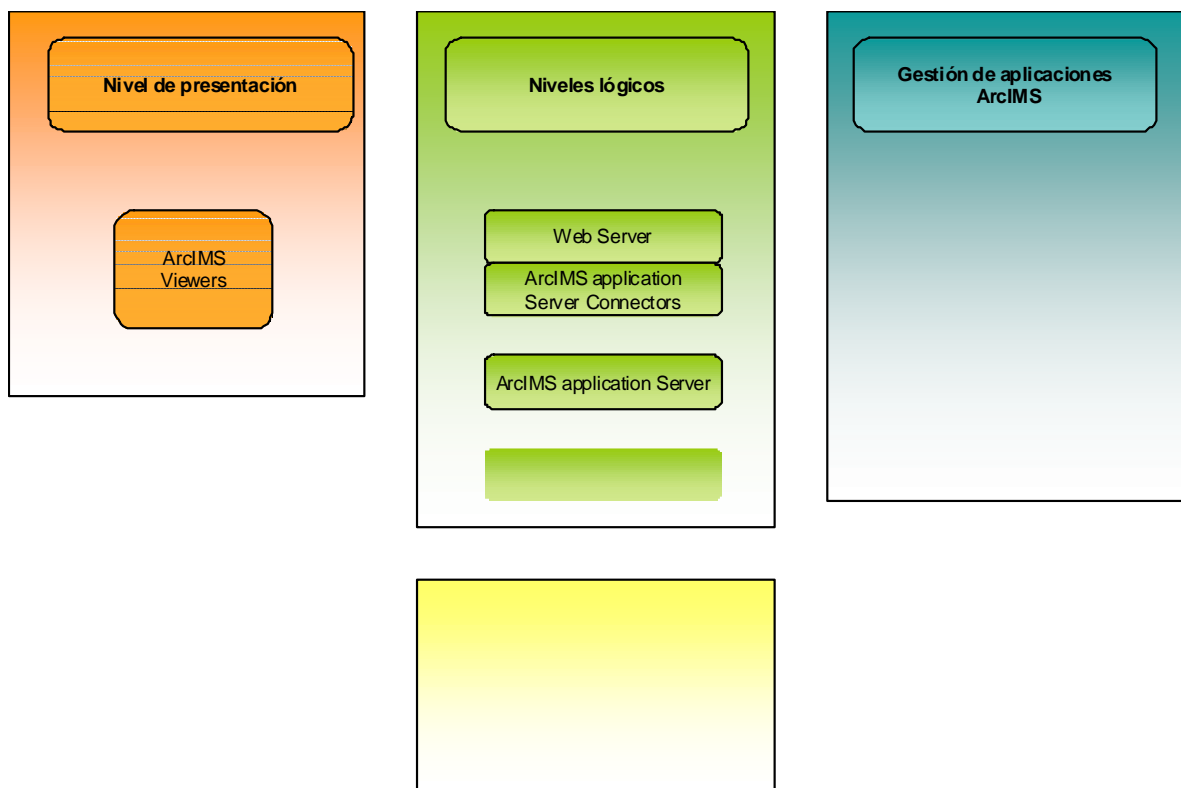 Nivel de presentación
Niveles lógicos
Gestión de aplicaciones
ArcIMS
ArcIMS
Viewers
Web Server
ArcIMS application
Server Connectors
ArcIMS application Server